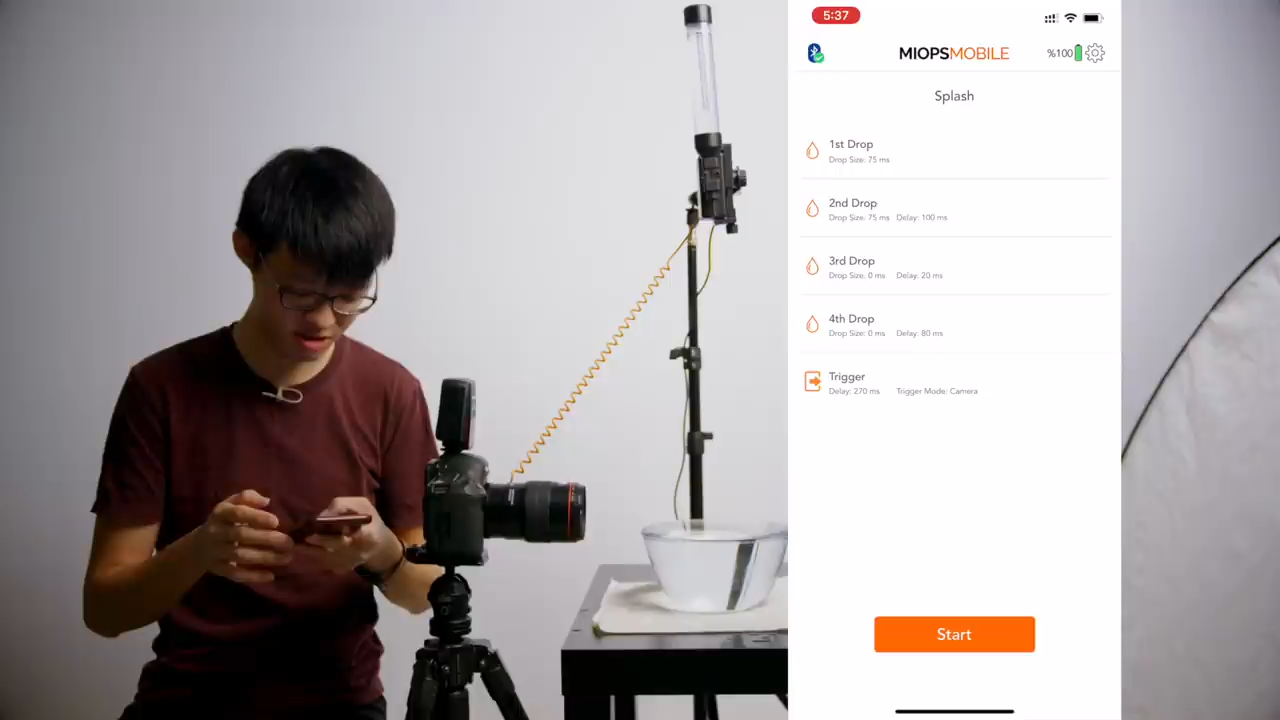 5:37
MIOPSMOBILE
%100
Splash
1st Drop
Drop Size: 75 ms
2nd Drop
Drop Size: 75 ms Delay: 100 ms
3rd Drop
Drop Size: 0 ms Delay: 20 ms
4th Drop
Drop Size: 0 ms Delay: 80 ms
Trigger
Delay: 270 ms Trigger Mode: Camera
Start